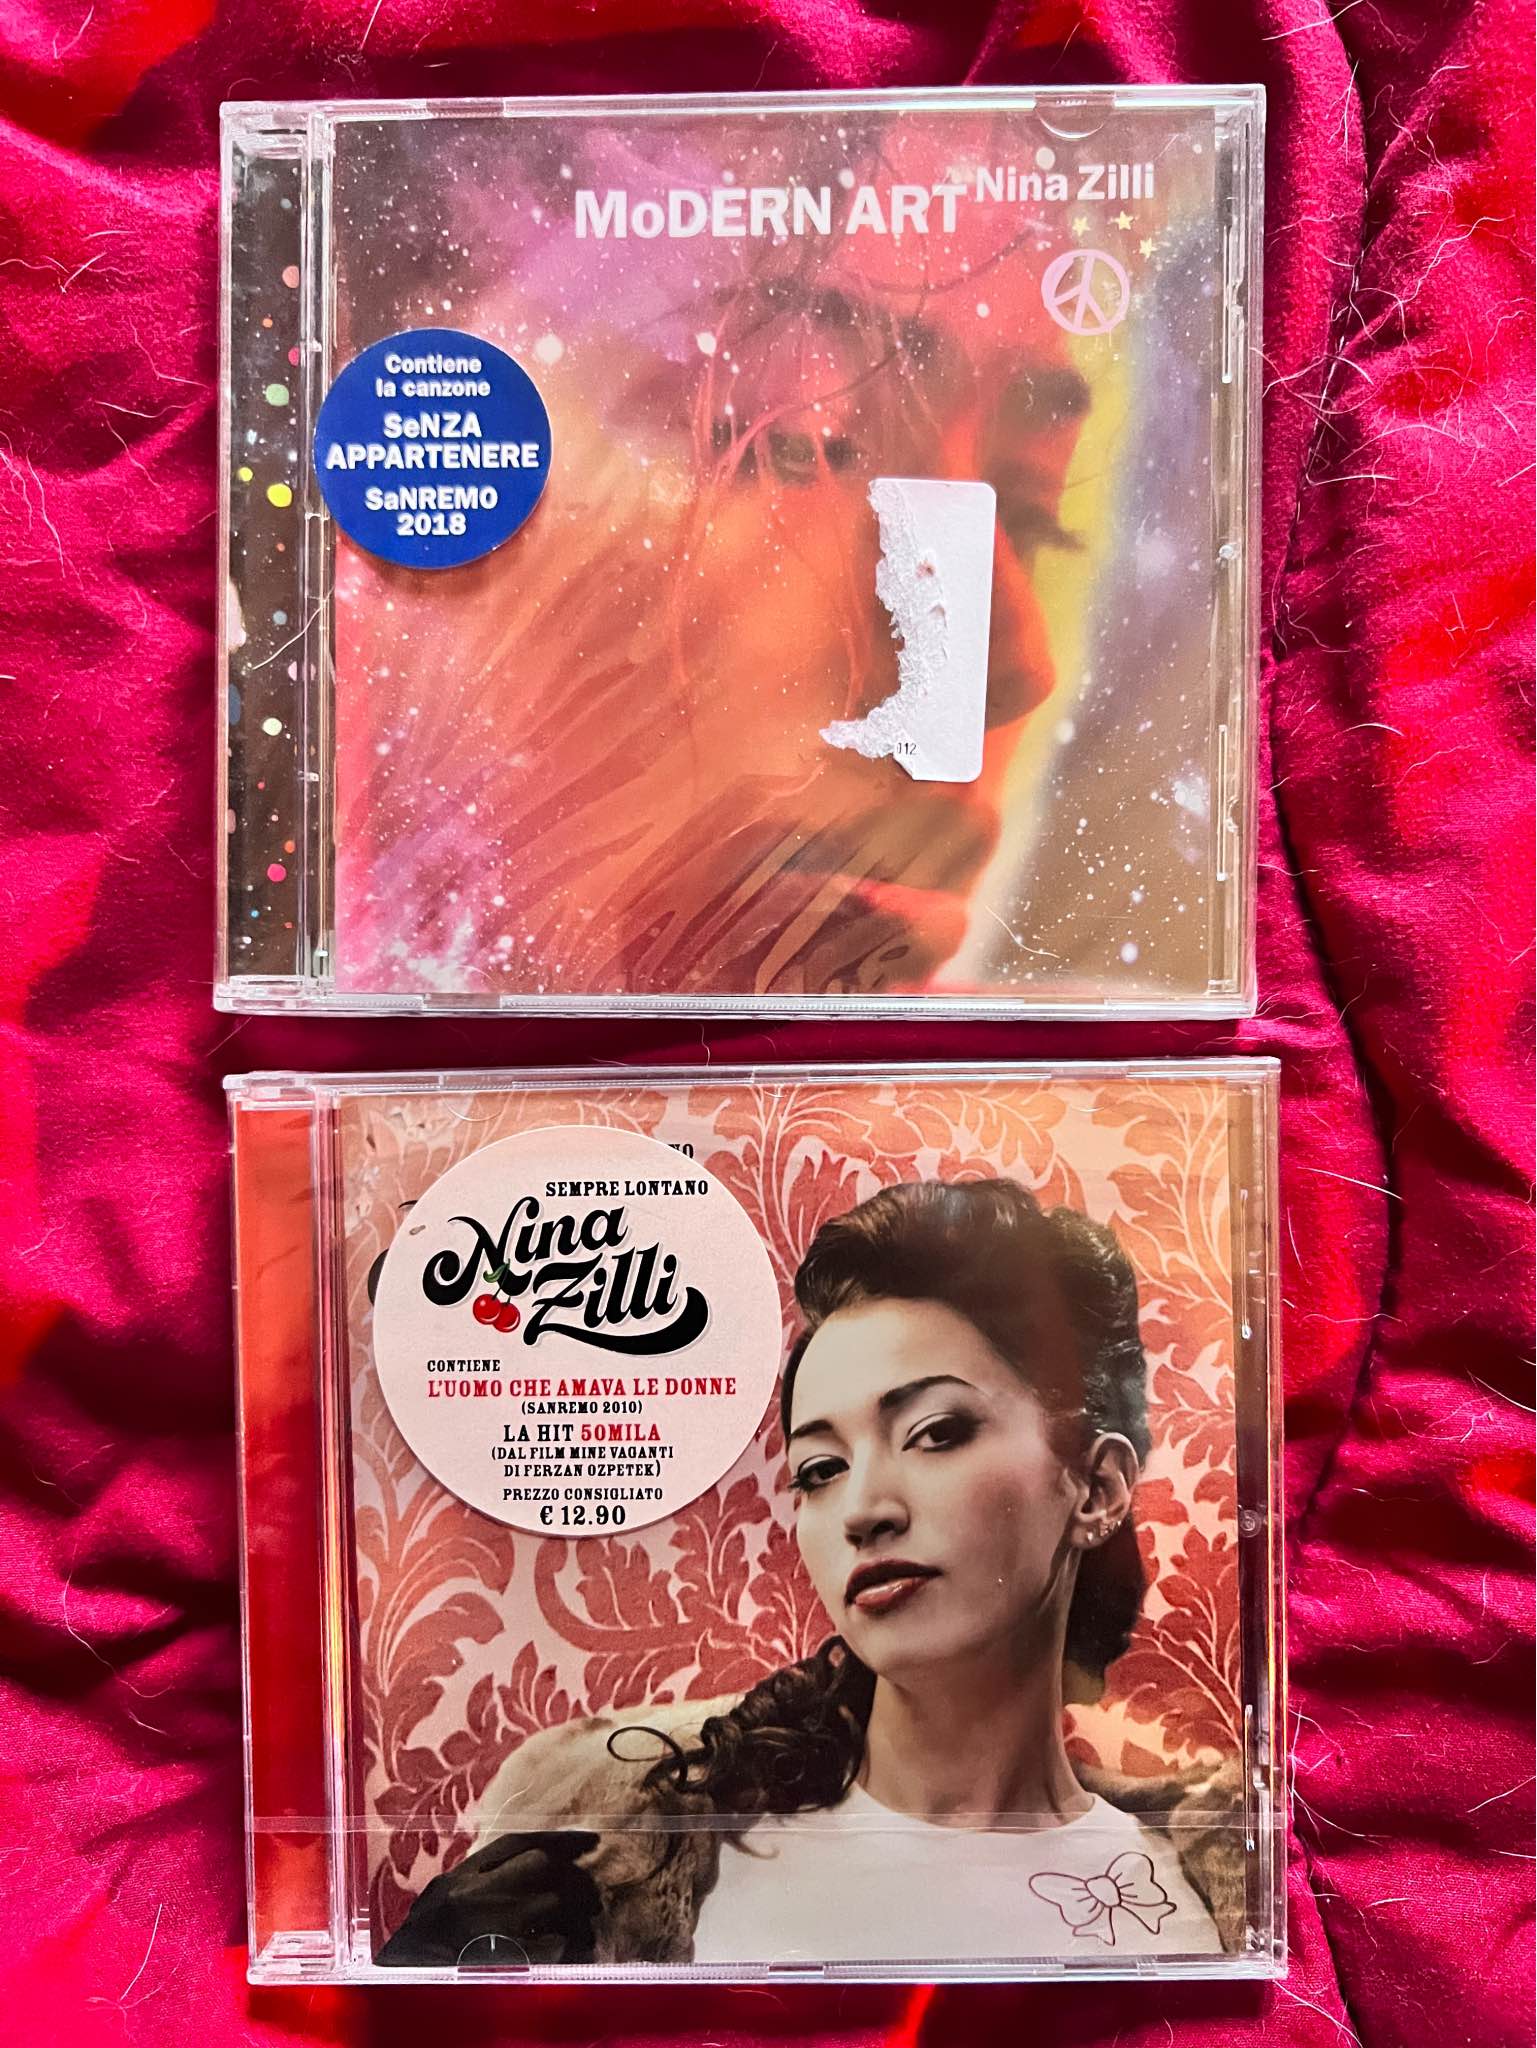 MoDERN ART Nina Zilli
Contiene
la canzone
SeNZA
APPARTENERE
SaNREMO
2018
012
NO
SEMPRE LONTANO
Nina
Zilli
CONTIENE
L'UOMO CHE AMAVA LE DONNE
(SANREMO 2010)
LA HIT 50MILA
(DAL FILM MINE VAGANTI
DI FERZAN OZPETEK)
PREZZO CONSIGLIATO
€ 12.90